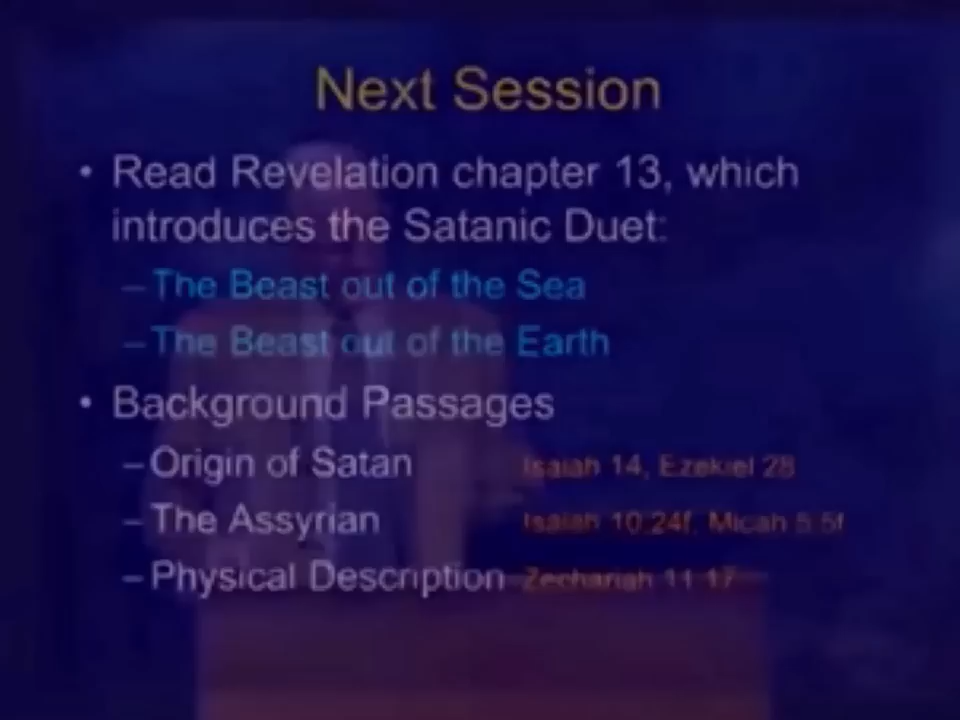 Next Session
• Read Revelation chapter 13, which
introduces the Satanic Duet:
– The Beast out of the Sea
– The Beast out of the Earth
• Background Passages
– Origin of Satan Isaiah 14, Ezekiel 28
– The Assyrian Isaiah 10:24f, Micah 5:5f
– Physical Description Zechariah 11:17